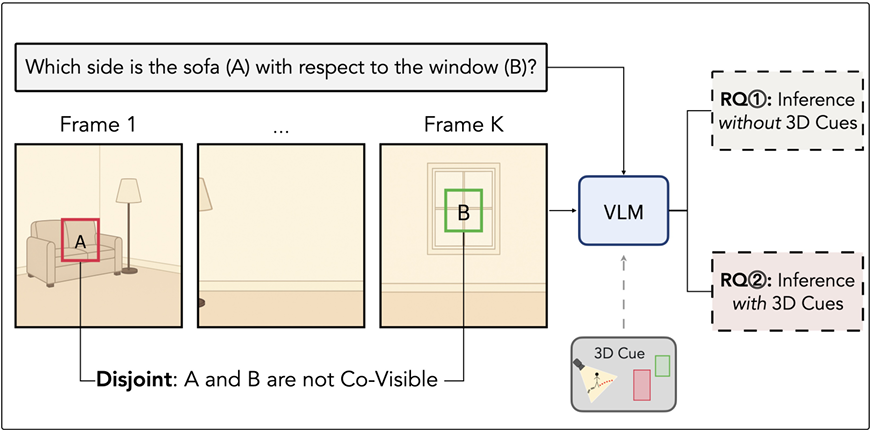 Which side is the sofa (A) with respect to the window (B)?
Frame 1
...
Frame K
A
B
VLM
RQ①: Inference
without 3D Cues
RQ②: Inference
with 3D Cues
3D Cue
Disjoint: A and B are not Co-Visible